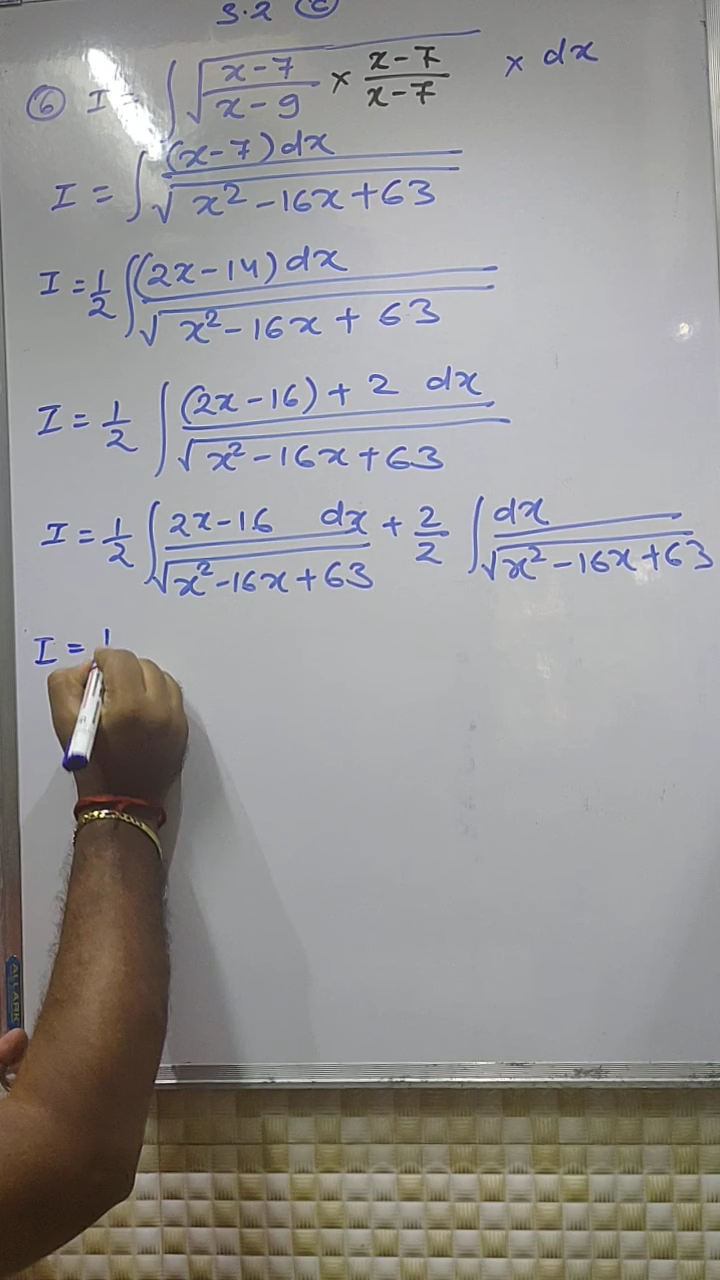 3.2 C
6 I = ∫√(x-7)/(x-9) × (x-7)/(x-7) × dx
I = ∫(x-7)dx/√x²-16x+63
I = 1/2 ∫(2x-14)dx/√x²-16x+63
I = 1/2 ∫(2x-16)+2 dx/√x²-16x+63
I = 1/2 ∫2x-16 dx/√x²-16x+63 + 2/2 ∫dx/√x²-16x+63
I = 1